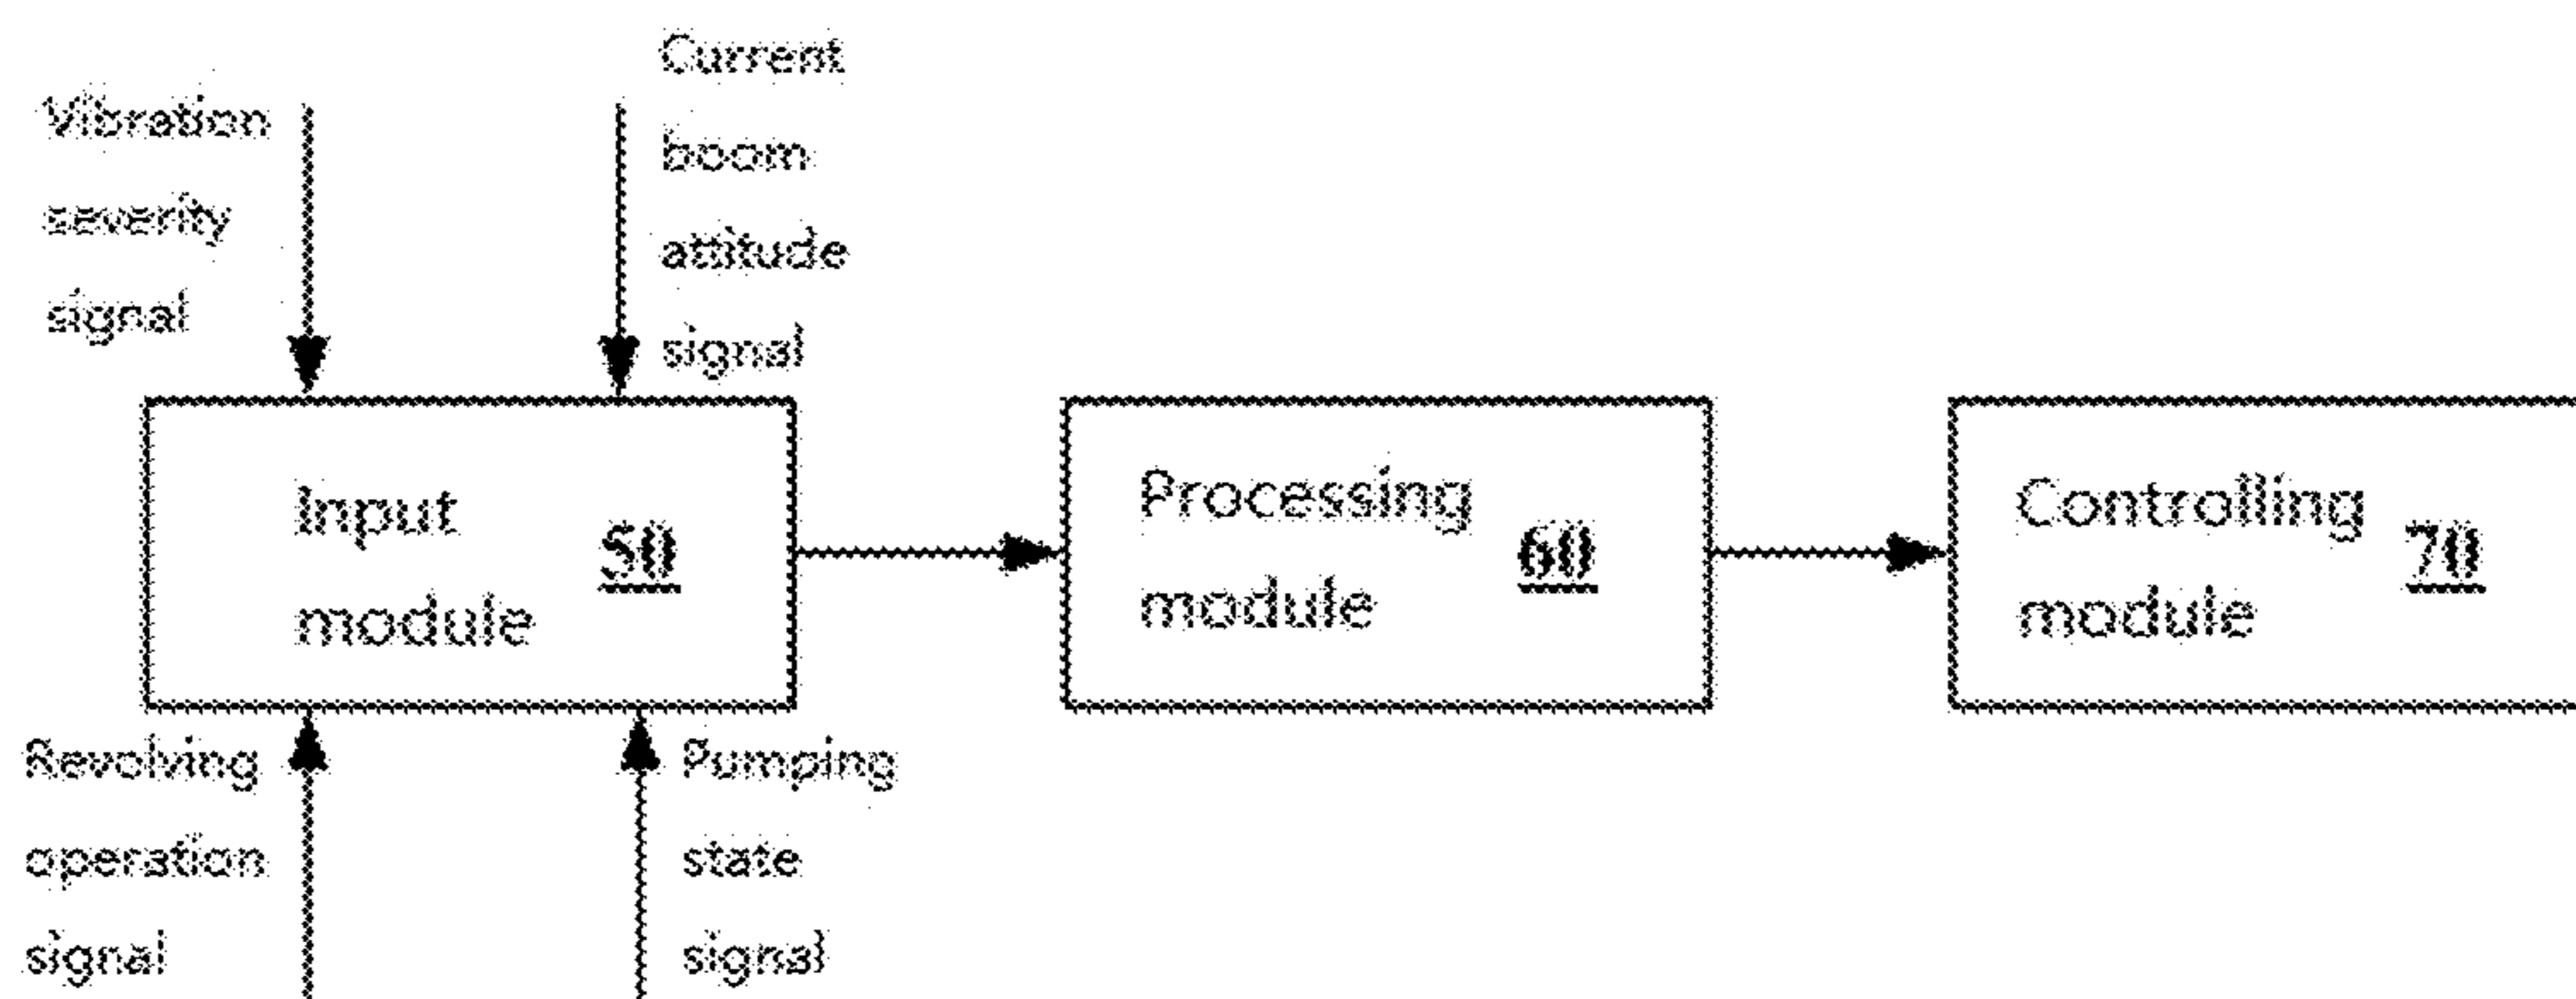 Vibration
severity
signal
Current
boom
attitude
signal
Input
module
50
Processing
module
60
Controlling
module
70
Revolving
operation
signal
Pumping
state
signal